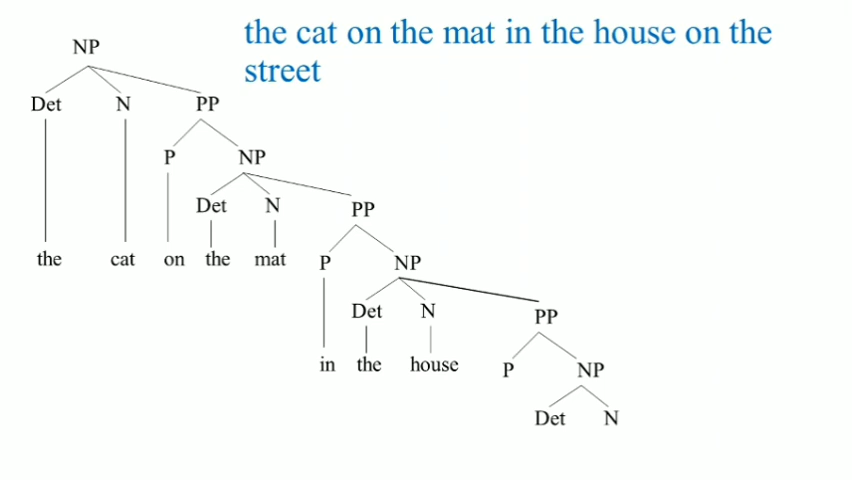 the cat on the mat in the house on the
street
NP
Det N PP
P NP
Det N PP
the cat on the mat P NP
Det N PP
in the house P NP
Det N